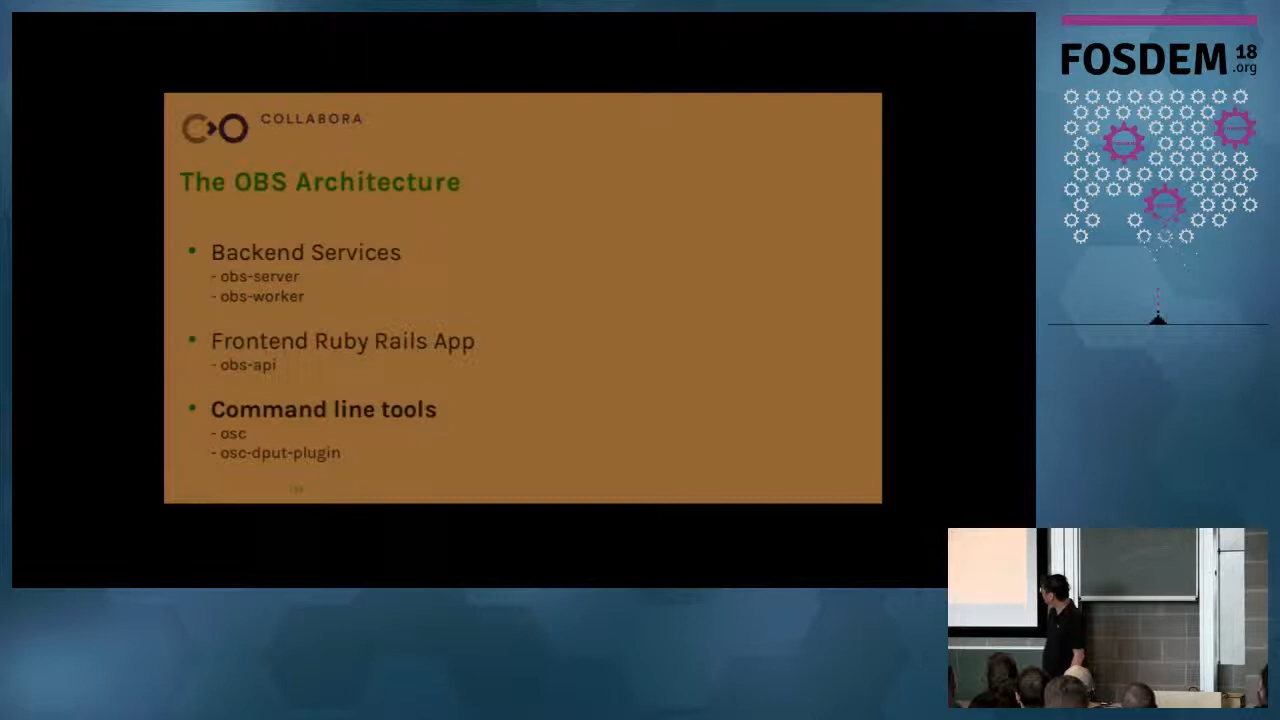 COLLABORA
The OBS Architecture
• Backend Services
- obs-server
- obs-worker
• Frontend Ruby Rails App
- obs-api
• Command line tools
- osc
- osc-dput-plugin
FOSDEM 18
.org